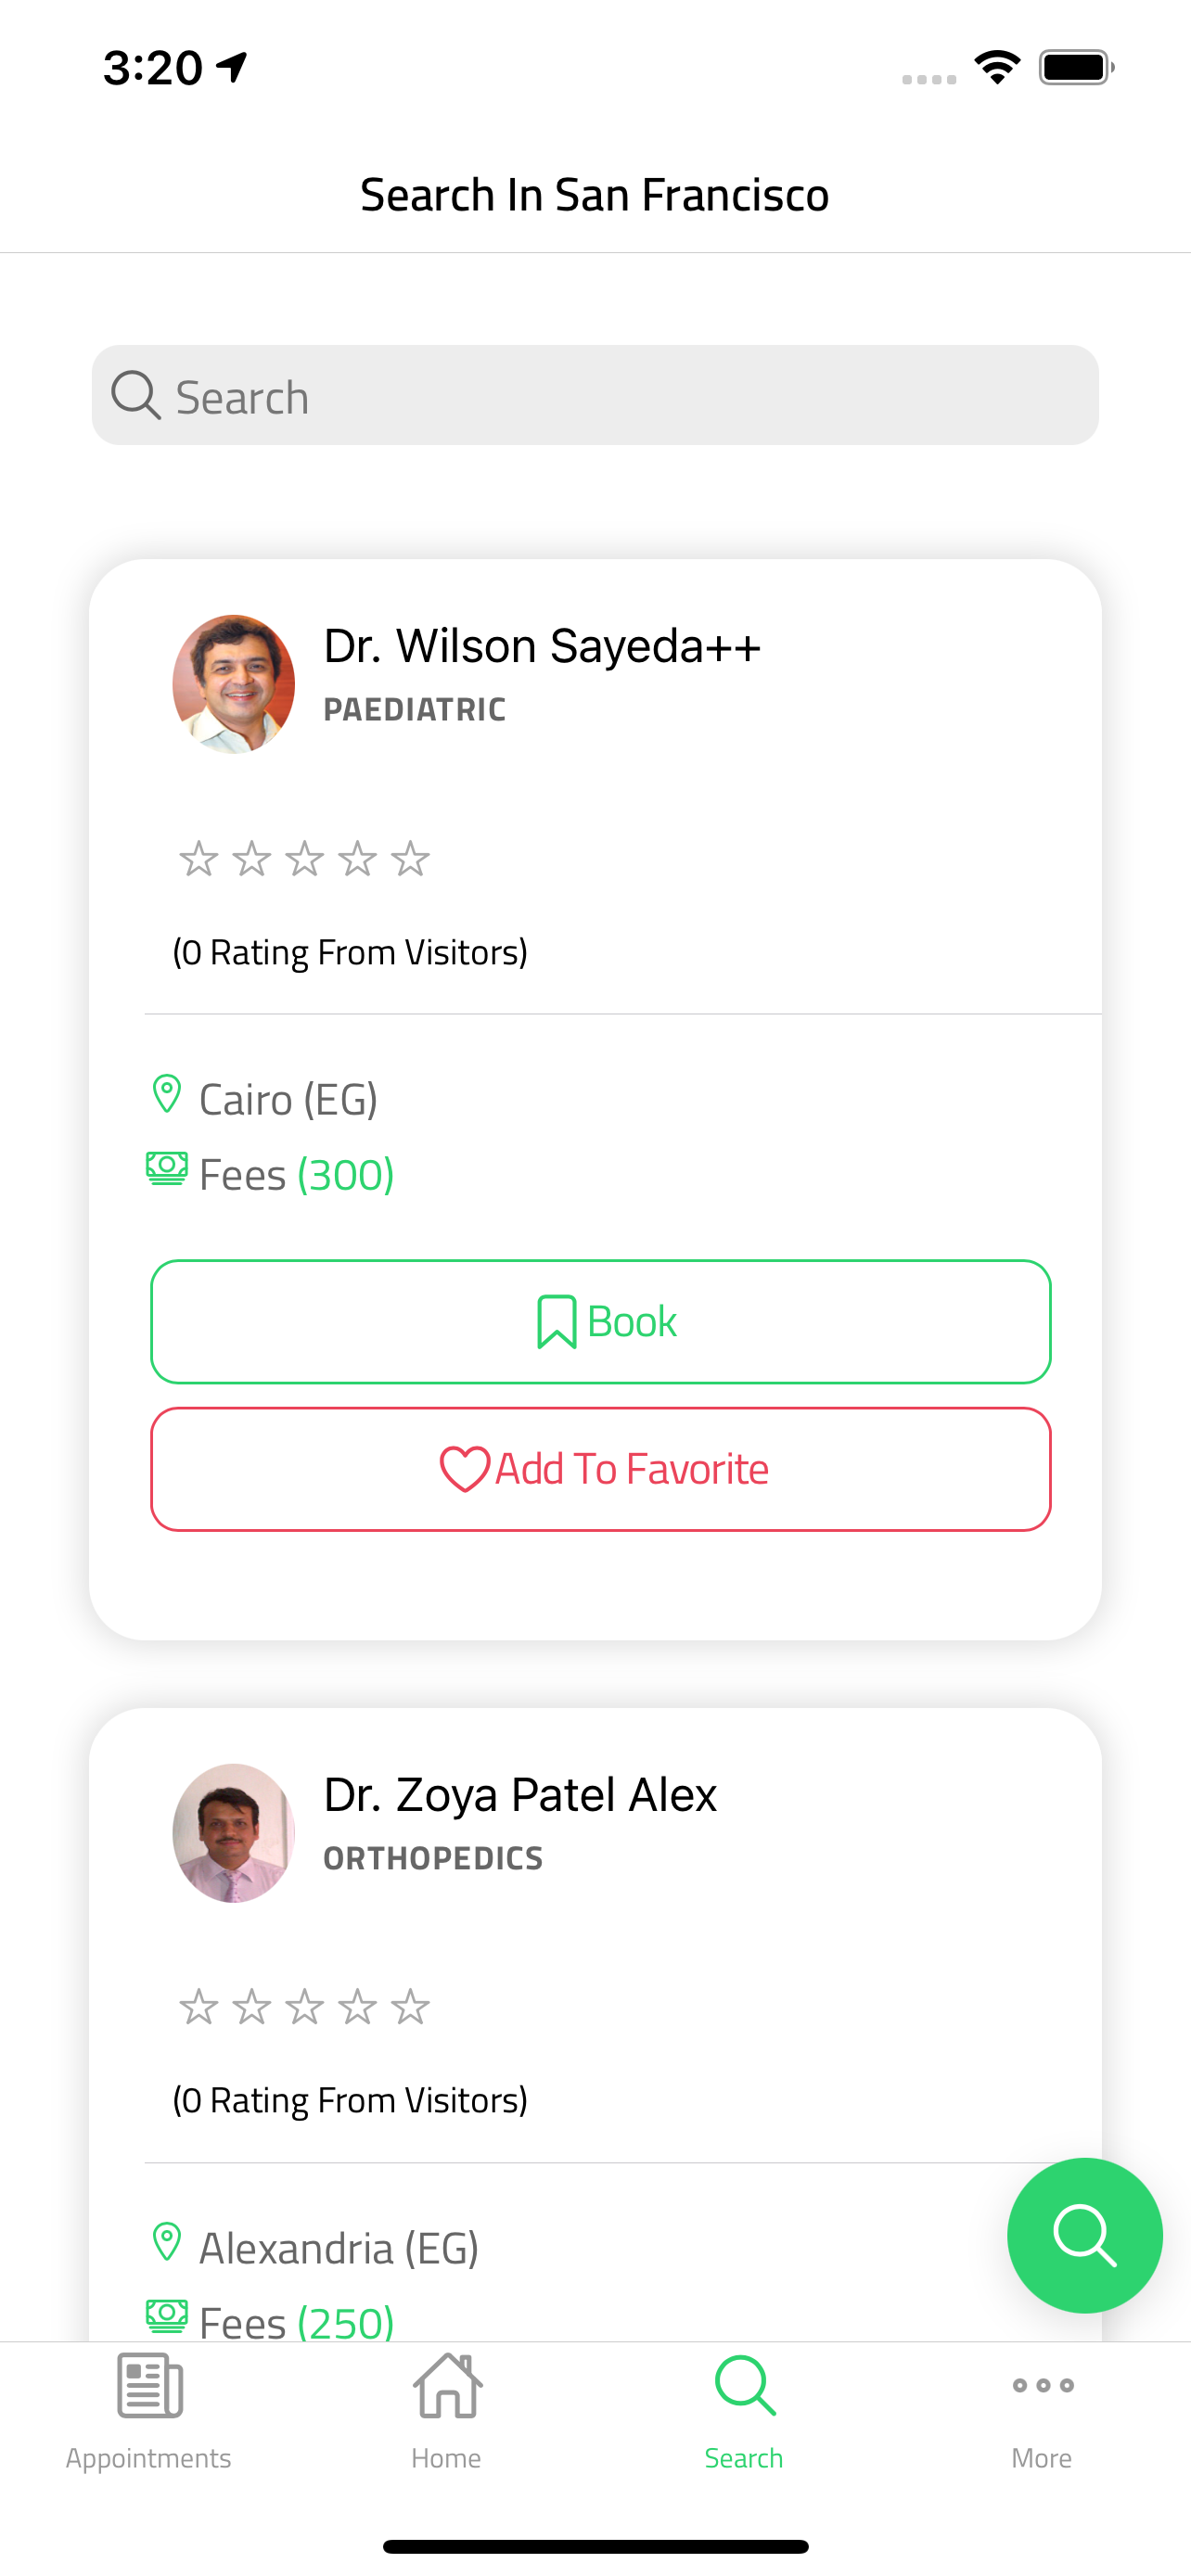 3:20
Search In San Francisco
Search
Dr. Wilson Sayeda++
PAEDIATRIC
(0 Rating From Visitors)
Cairo (EG)
Fees (300)
Book
Add To Favorite
Dr. Zoya Patel Alex
ORTHOPEDICS
(0 Rating From Visitors)
Alexandria (EG)
Fees (250)
Appointments
Home
Search
More